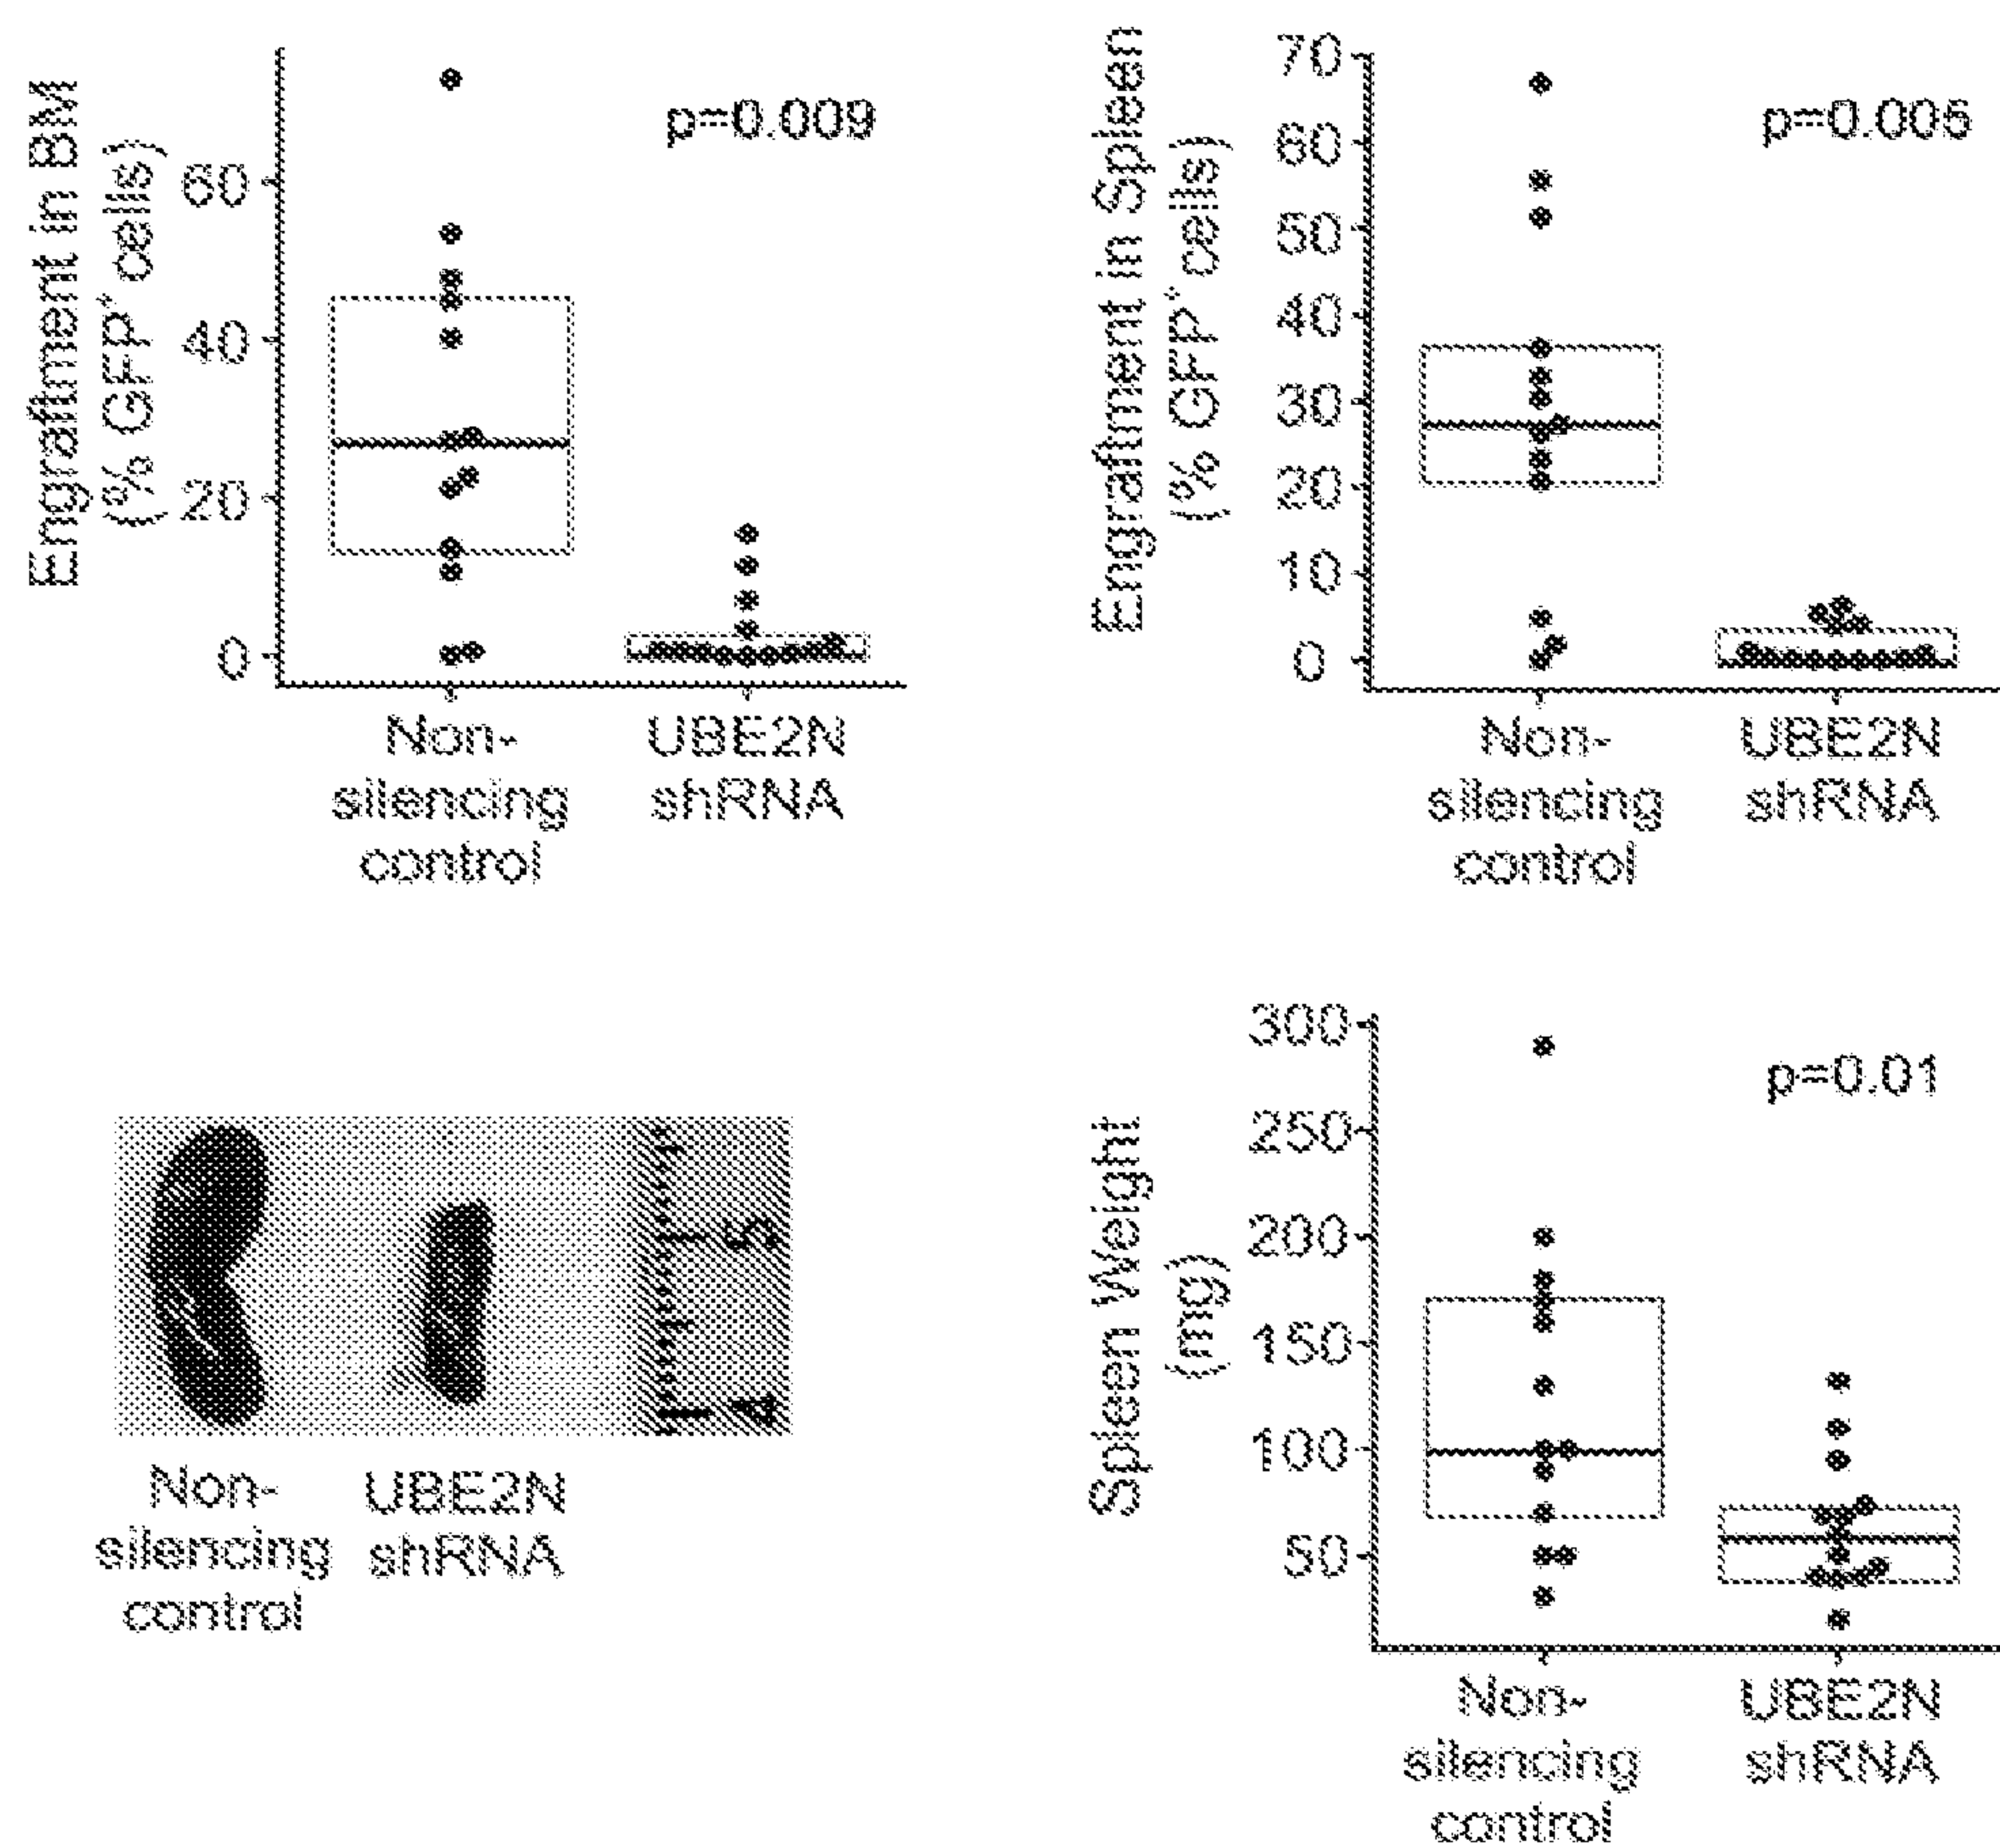 Engraftment in BM
(% GFP⁺ cells)
60
40
20
0
p=0.009
Non-
silencing
control
UBE2N
shRNA
Engraftment in Spleen
(% GFP⁺ cells)
70
60
50
40
30
20
10
0
p=0.005
Non-
silencing
control
UBE2N
shRNA
5
4
Non-
silencing
control
UBE2N
shRNA
Spleen Weight
(mg)
300
250
200
150
100
50
p=0.01
Non-
silencing
control
UBE2N
shRNA